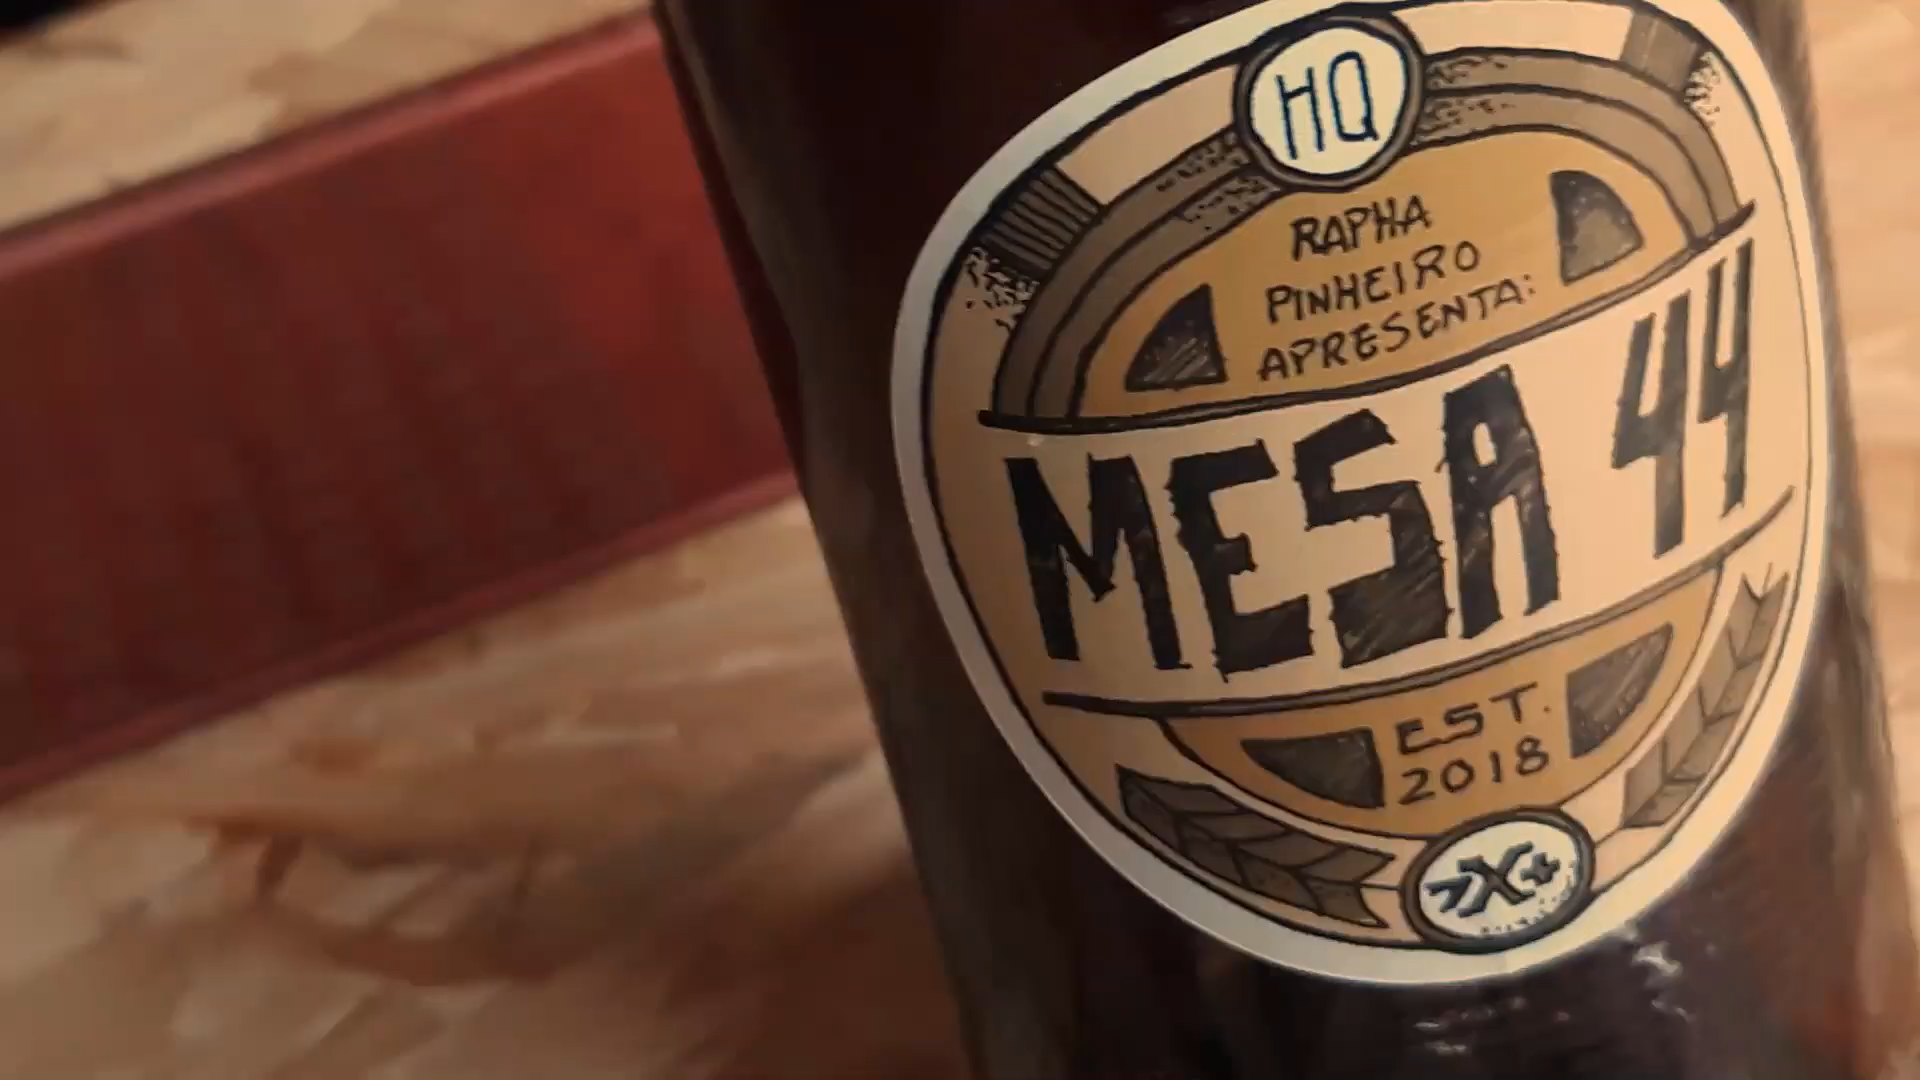 HQ
RAPHA
PINHEIRO
APRESENTA:
MESA 44
EST.
2018